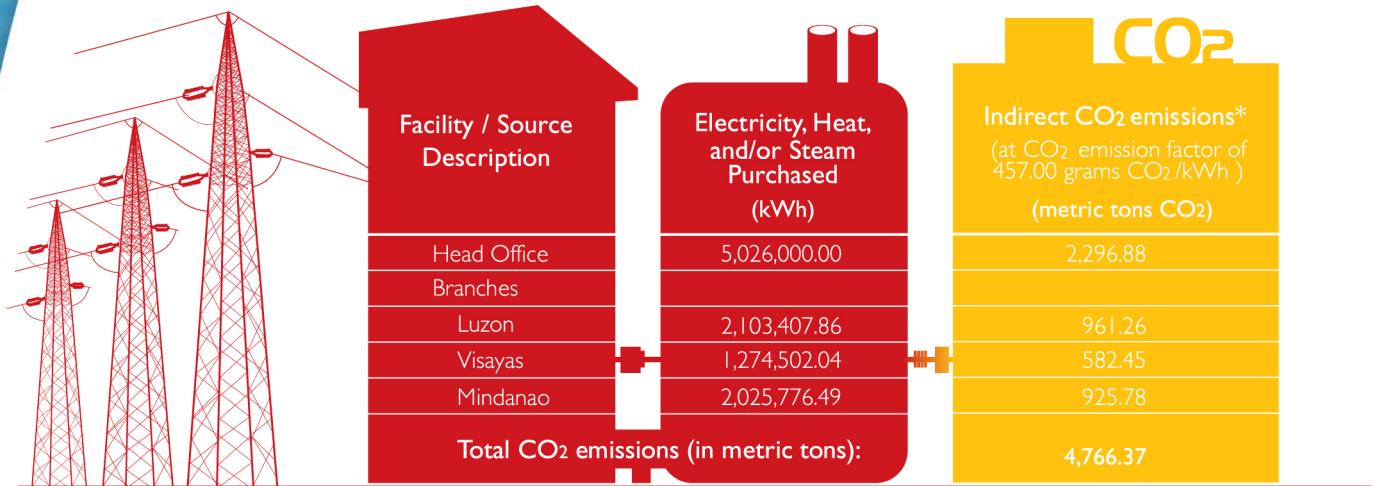 CO2
Facility / Source
Description
Electricity, Heat,
and/or Steam
Purchased
(kWh)
Indirect CO2 emissions*
(at CO2 emission factor of
457.00 grams CO2/kWh )
(metric tons CO2)
Head Office 5,026,000.00 2,296.88
Branches
Luzon 2,103,407.86 961.26
Visayas 1,274,502.04 582.45
Mindanao 2,025,776.49 925.78
Total CO2 emissions (in metric tons): 4,766.37